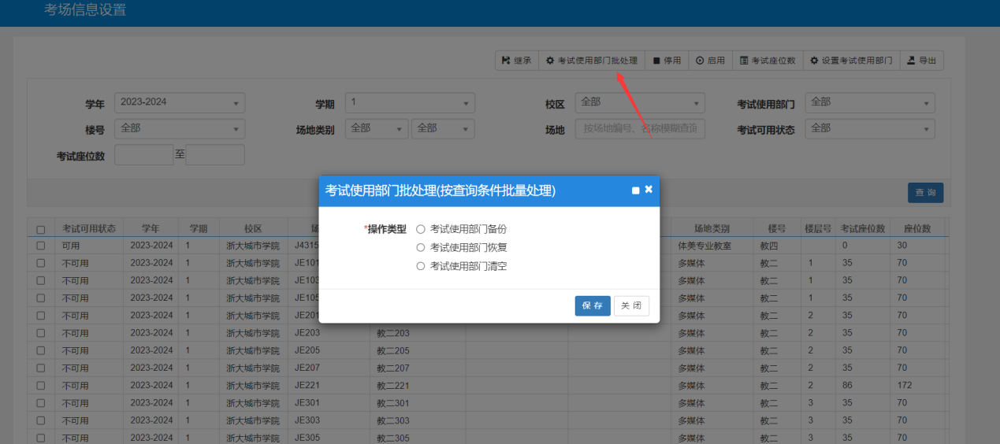 考场信息设置
继承 考试使用部门批处理 停用 启用 考试座位数 设置考试使用部门 导出
学年 2023-2024 学期 1 校区 全部 考试使用部门 全部
楼号 全部 场地类别 全部 全部 场地 按场地编号、名称模糊查询 考试可用状态 全部
考试座位数 至
考试使用部门批处理(按查询条件批量处理)
查 询
*操作类型 考试使用部门备份
考试使用部门恢复
考试使用部门清空
保 存 关 闭
考试可用状态 学年 学期 校区 场地类别 楼号 楼层号 考试座位数 座位数
可用 2023-2024 1 浙大城市学院 J4315 体美专业教室 教四 0 30
不可用 2023-2024 1 浙大城市学院 JE101 多媒体 教二 1 35 70
不可用 2023-2024 1 浙大城市学院 JE103 多媒体 教二 1 35 70
不可用 2023-2024 1 浙大城市学院 JE105 多媒体 教二 1 35 70
不可用 2023-2024 1 浙大城市学院 JE201 多媒体 教二 2 35 70
不可用 2023-2024 1 浙大城市学院 JE203 教二203 多媒体 教二 2 35 70
不可用 2023-2024 1 浙大城市学院 JE205 教二205 多媒体 教二 2 35 70
不可用 2023-2024 1 浙大城市学院 JE207 教二207 多媒体 教二 2 35 70
不可用 2023-2024 1 浙大城市学院 JE221 教二221 多媒体 教二 2 86 172
不可用 2023-2024 1 浙大城市学院 JE301 教二301 多媒体 教二 3 35 70
不可用 2023-2024 1 浙大城市学院 JE303 教二303 多媒体 教二 3 35 70
不可用 2023-2024 1 浙大城市学院 JE305 教二305 多媒体 教二 3 35 70